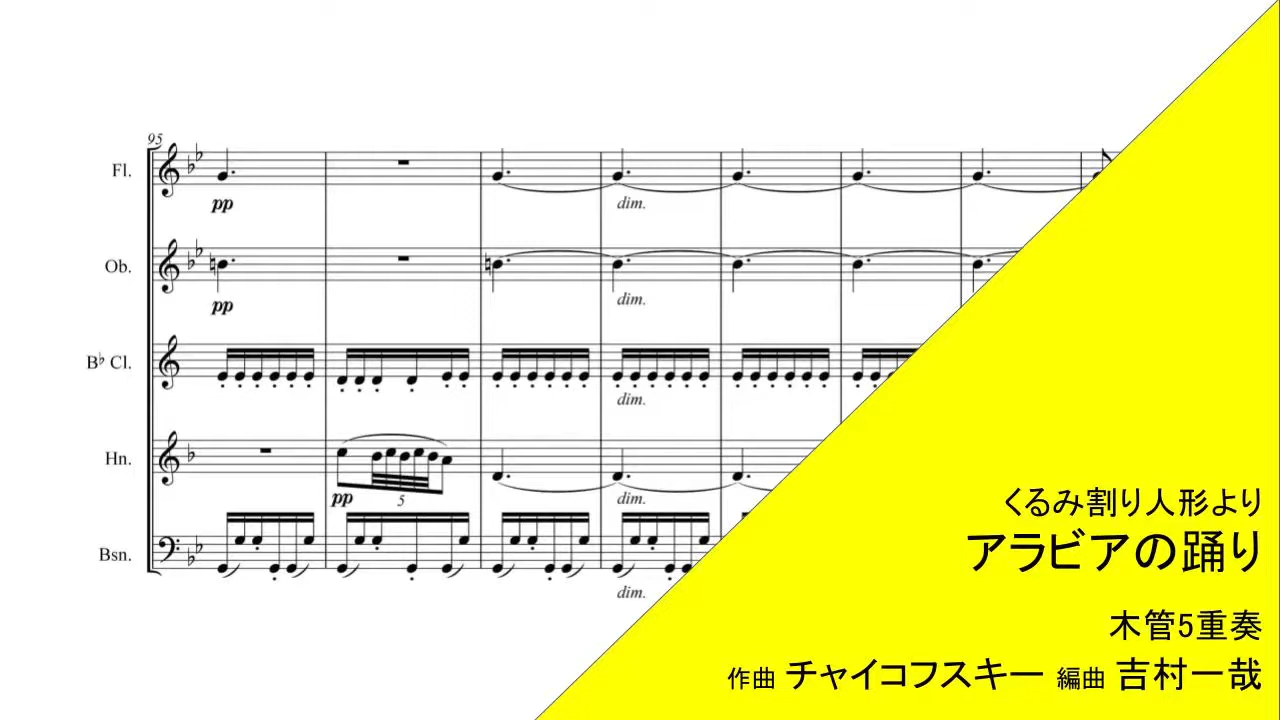 95
Fl.
pp
dim.
Ob.
pp
dim.
B♭ Cl.
dim.
Hn.
pp
5
dim.
Bsn.
dim.
くるみ割り人形より
アラビアの踊り
木管5重奏
作曲 チャイコフスキー 編曲 吉村一哉